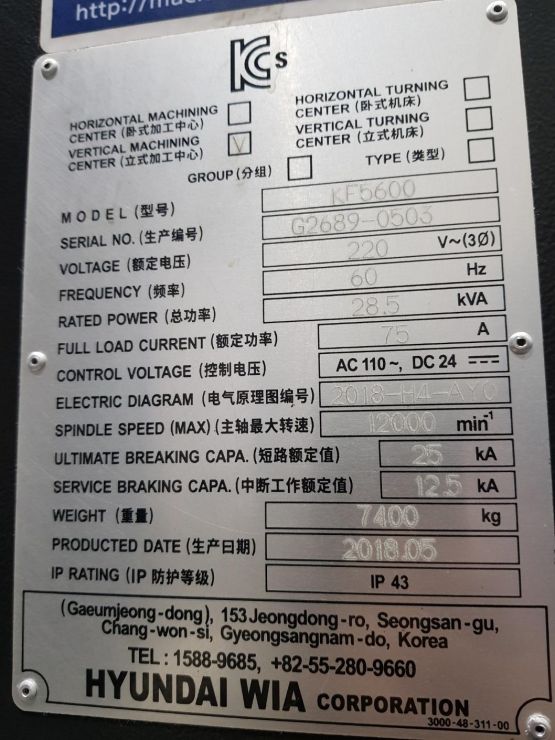 http://mac
KCs
HORIZONTAL MACHINING
CENTER (卧式加工中心)
HORIZONTAL TURNING
CENTER (卧式机床)
VERTICAL MACHINING
CENTER (立式加工中心) V
VERTICAL TURNING
CENTER (立式机床)
GROUP (分组)
TYPE (类型)
MODEL (型号) KF5600
SERIAL NO. (生产编号) G2689-0503
VOLTAGE (额定电压) 220 V~(3Ø)
FREQUENCY (频率) 60 Hz
RATED POWER (总功率) 28.5 kVA
FULL LOAD CURRENT (额定功率) 75 A
CONTROL VOLTAGE (控制电压) AC 110~, DC 24
ELECTRIC DIAGRAM (电气原理图编号) 2018-H4-AY0
SPINDLE SPEED (MAX) (主轴最大转速) 12000 min-1
ULTIMATE BREAKING CAPA. (短路额定值) 25 kA
SERVICE BRAKING CAPA. (中断工作额定值) 12.5 kA
WEIGHT (重量) 7400 kg
PRODUCTED DATE (生产日期) 2018.05
IP RATING (IP 防护等级) IP 43
(Gaeumjeong-dong), 153 Jeongdong-ro, Seongsan-gu,
Chang-won-si, Gyeongsangnam-do, Korea
TEL : 1588-9685, +82-55-280-9660
HYUNDAI WIA CORPORATION
3000-48-311-00